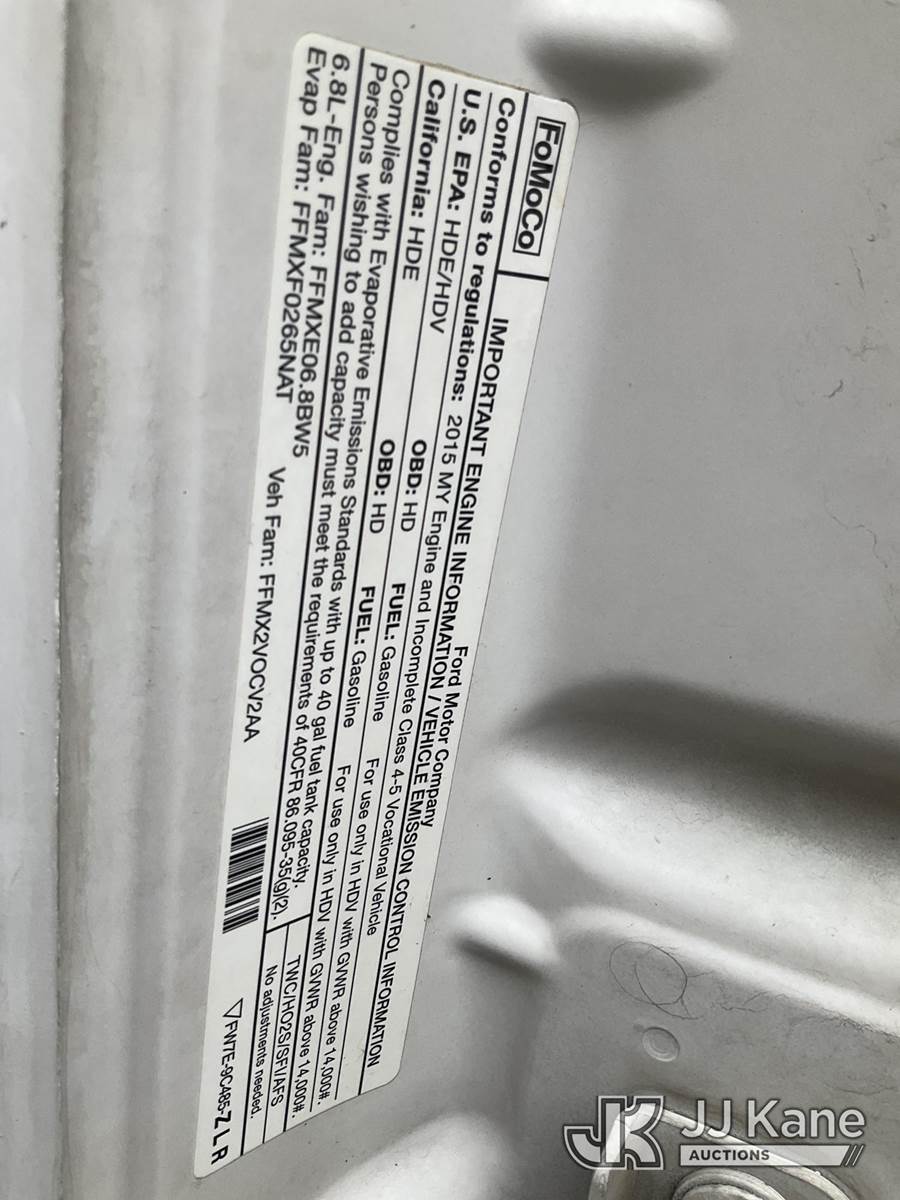 FoMoCo
Ford Motor Company
IMPORTANT ENGINE INFORMATION / VEHICLE EMISSION CONTROL INFORMATION
Conforms to regulations: 2015 MY Engine and Incomplete Class 4-5 Vocational Vehicle
U.S. EPA: HDE/HDV OBD: HD FUEL: Gasoline For use only in HDV with GVWR above 14,000#.
California: HDE OBD: HD FUEL: Gasoline For use only in HDV with GVWR above 14,000#.
Complies with Evaporative Emissions Standards with up to 40 gal fuel tank capacity. TWC/HO2S/SFI/AFS
Persons wishing to add capacity must meet the requirements of 40CFR 86.095-35(g)(2). No adjustments needed.
6.8L-Eng. Fam: FFMXE06.8BW5 Veh Fam: FFMX2VOCV2AA
Evap Fam: FFMXF0265NAT
▽FW7E-9C485-Z L R
JK JJ Kane
AUCTIONS